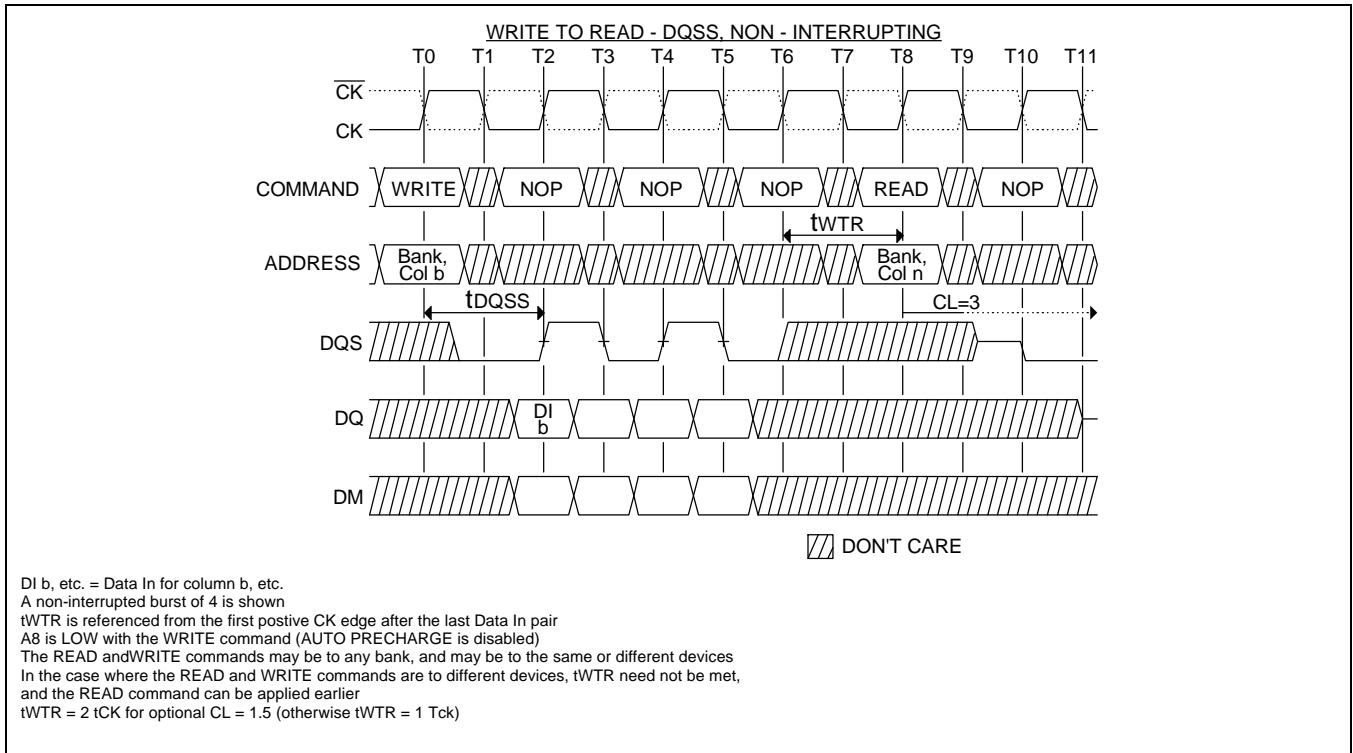 WRITE TO READ - DQSS, NON - INTERRUPTING
T0 T1 T2 T3 T4 T5 T6 T7 T8 T9 T10 T11
CK
CK
COMMAND WRITE NOP NOP NOP READ NOP
tWTR
ADDRESS Bank, Col b Bank, Col n
tDQSS CL=3
DQS
DQ DI b
DM
DON'T CARE
DI b, etc. = Data In for column b, etc.
A non-interrupted burst of 4 is shown
tWTR is referenced from the first postive CK edge after the last Data In pair
A8 is LOW with the WRITE command (AUTO PRECHARGE is disabled)
The READ andWRITE commands may be to any bank, and may be to the same or different devices
In the case where the READ and WRITE commands are to different devices, tWTR need not be met,
and the READ command can be applied earlier
tWTR = 2 tCK for optional CL = 1.5 (otherwise tWTR = 1 Tck)